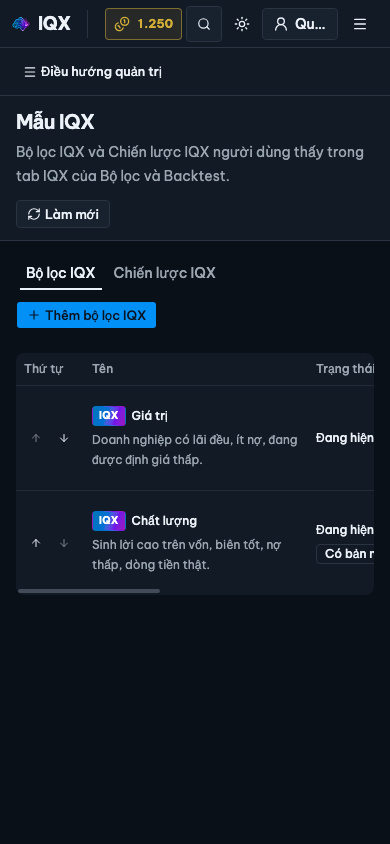 IQX
1.250
Qu...
Điều hướng quản trị
Mẫu IQX
Bộ lọc IQX và Chiến lược IQX người dùng thấy trong
tab IQX của Bộ lọc và Backtest.
Làm mới
Bộ lọc IQX
Chiến lược IQX
Thêm bộ lọc IQX
Thứ tự
Tên
Trạng thái
IQX Giá trị
Doanh nghiệp có lãi đều, ít nợ, đang
được định giá thấp.
Đang hiện
IQX Chất lượng
Sinh lời cao trên vốn, biên tốt, nợ
thấp, dòng tiền thật.
Đang hiện
Có bản n